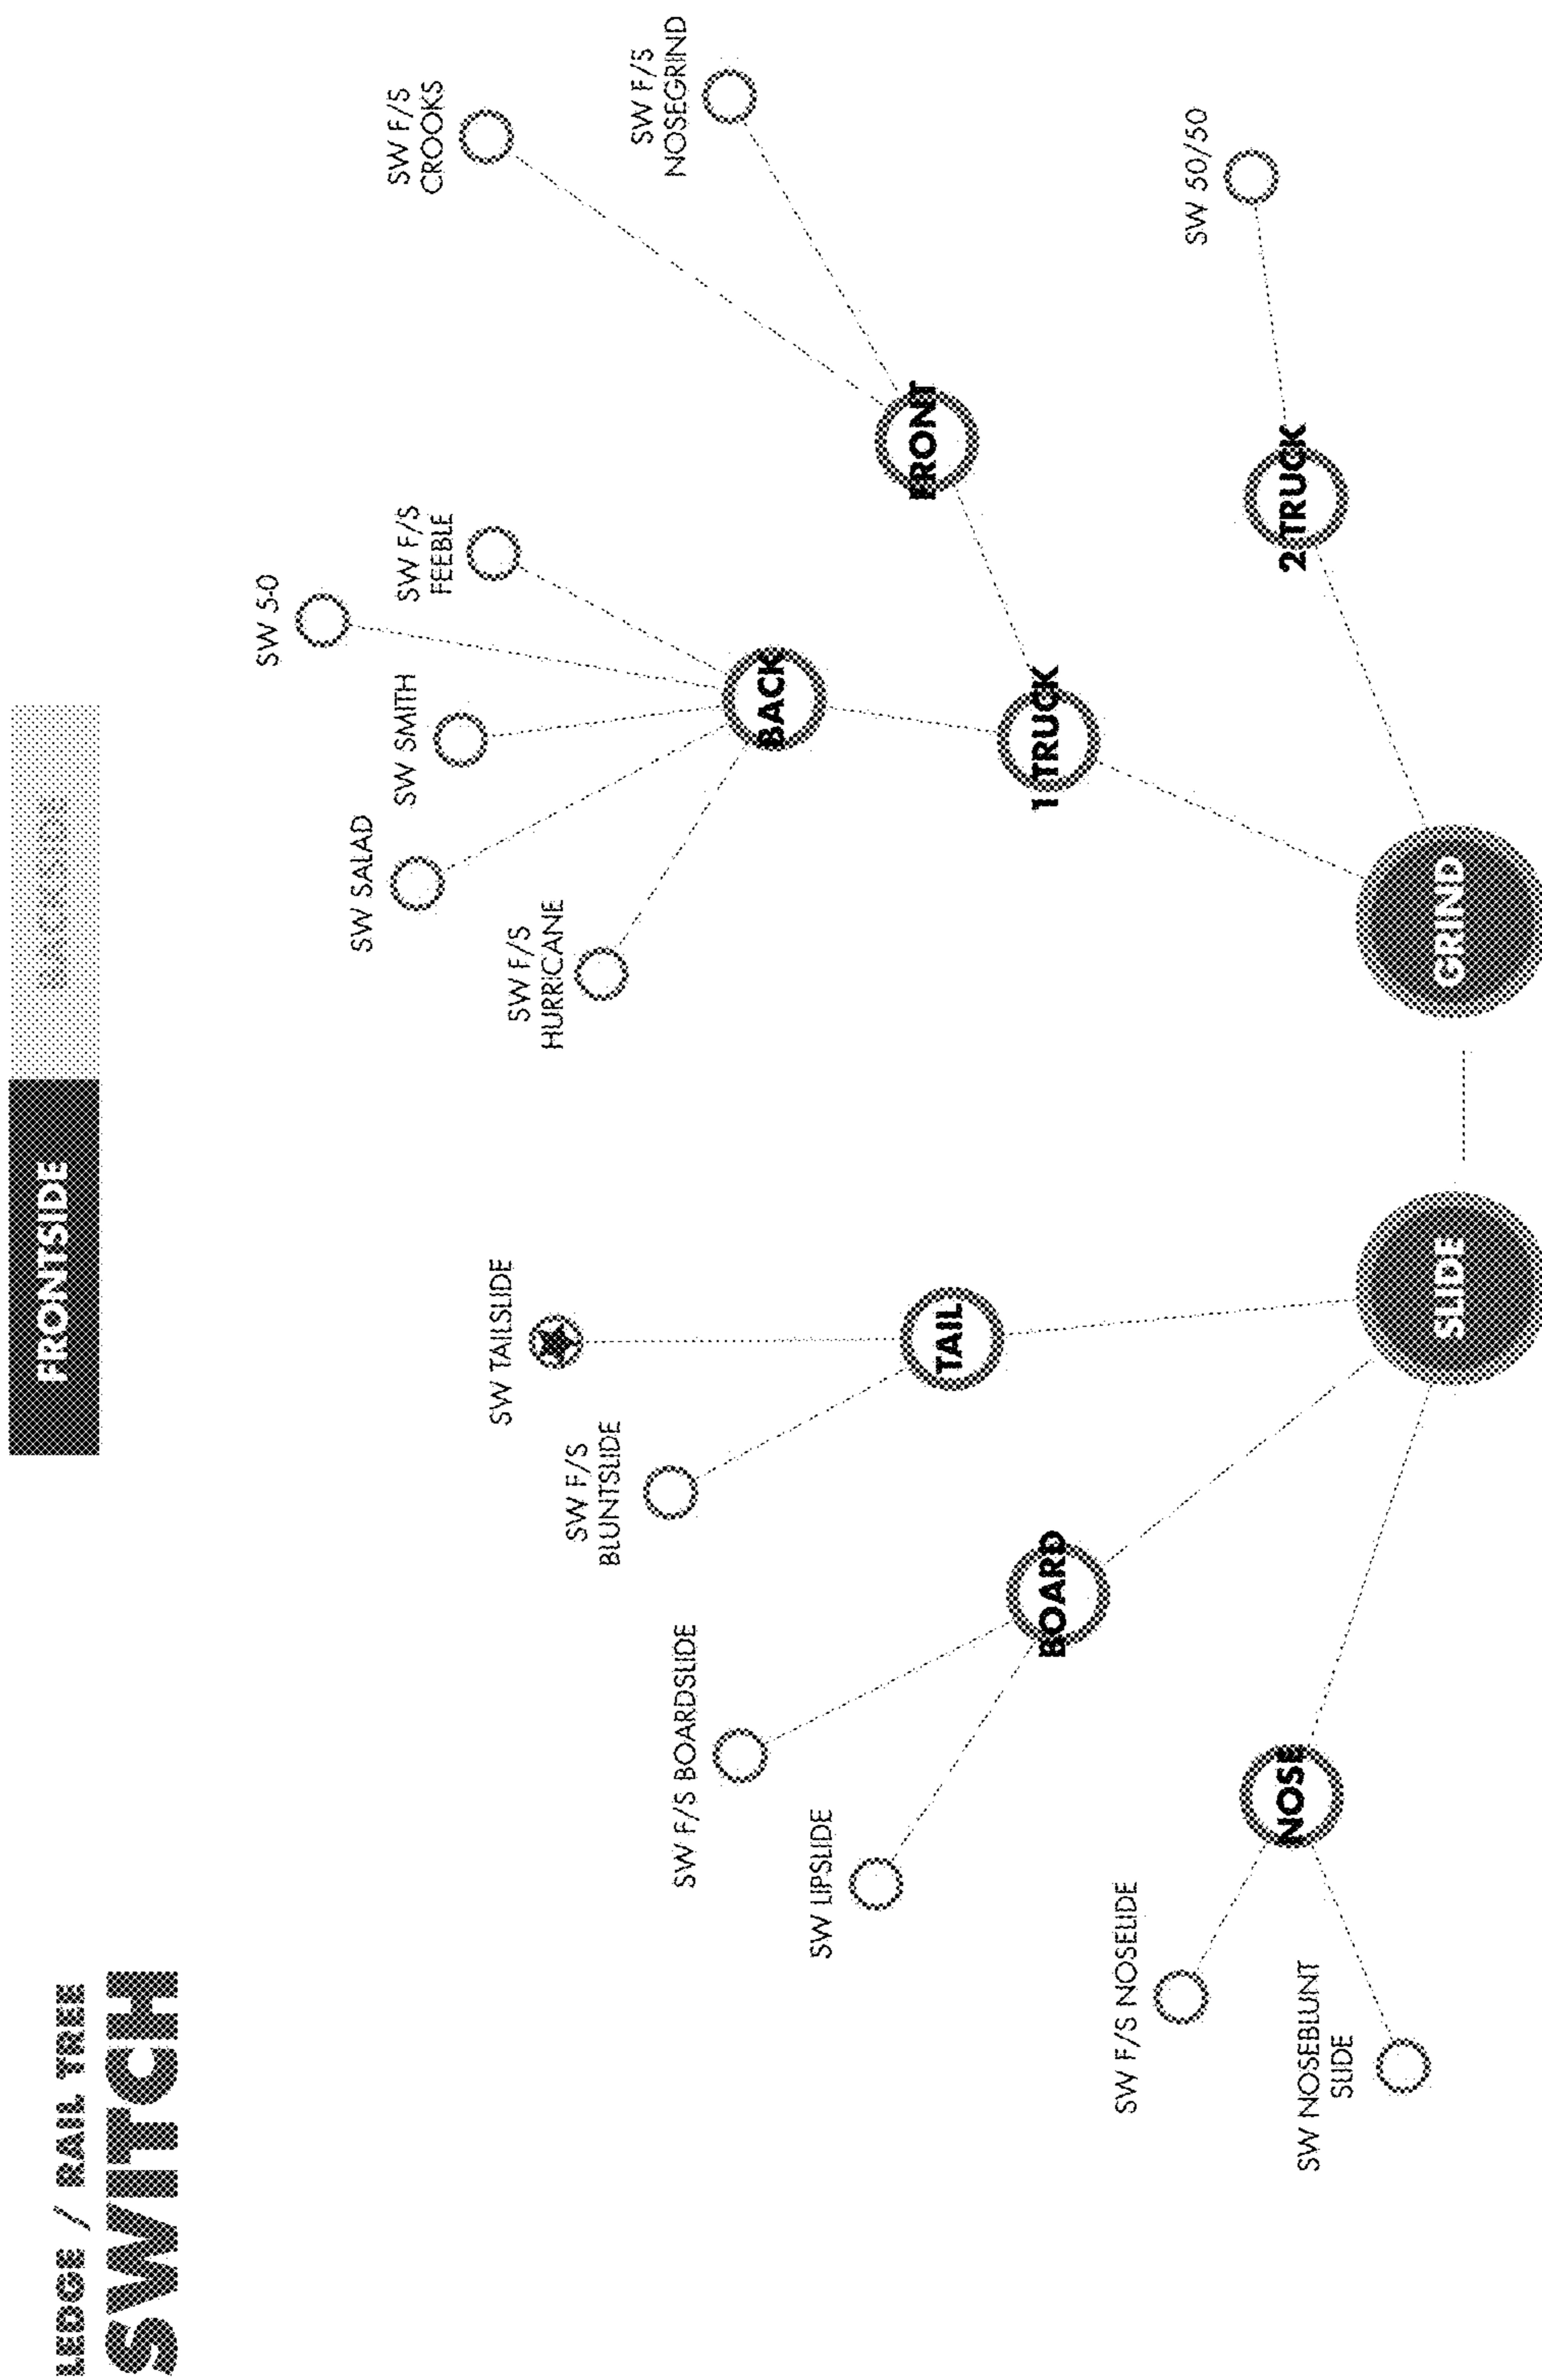 LEDGE / RAIL TREE
SWITCH
FRONTSIDE
BACKSIDE
SW TAILSLIDE
SW F/S
BLUNTSLIDE
SW F/S BOARDSLIDE
SW LIPSLIDE
SW F/S NOSELIDE
SW NOSEBLUNT
SLIDE
TAIL
BOARD
NOSE
SLIDE
SW 5-0
SW F/S
FEEBLE
SW SMITH
SW SALAD
SW F/S
HURRICANE
SW F/S
CROOKS
SW F/S
NOSEGRIND
SW 50/50
BACK
FRONT
1 TRUCK
2 TRUCK
GRIND